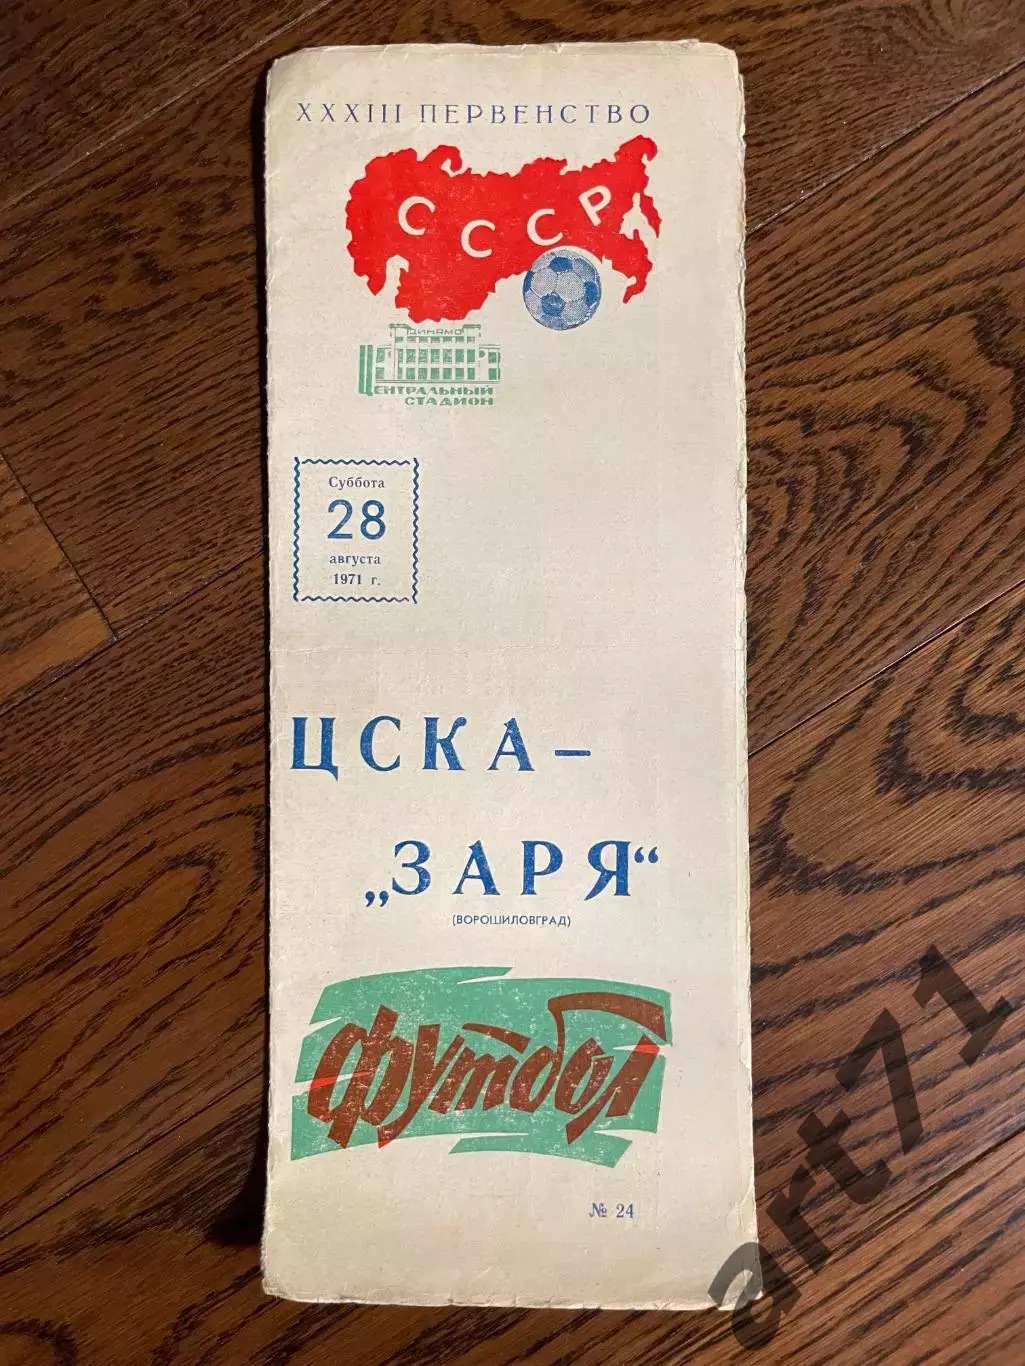 XXXIII ПЕРВЕНСТВО
СССР
ДИНАМО
ЦЕНТРАЛЬНЫЙ
СТАДИОН
Суббота
28
августа
1971 г.
ЦСКА –
„ЗАРЯ“
(ВОРОШИЛОВГРАД)
Футбол
№ 24
art71